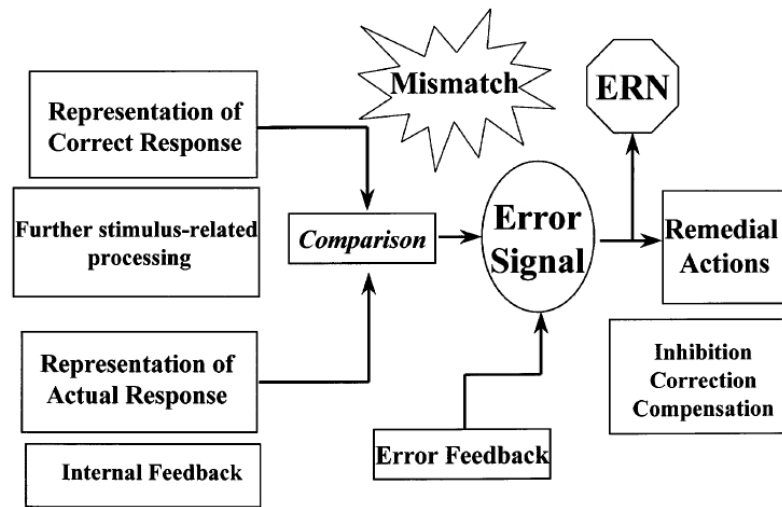 Mismatch
ERN
Representation of
Correct Response
Further stimulus-related
processing
Comparison
Error
Signal
Remedial
Actions
Representation of
Actual Response
Inhibition
Correction
Compensation
Error Feedback
Internal Feedback